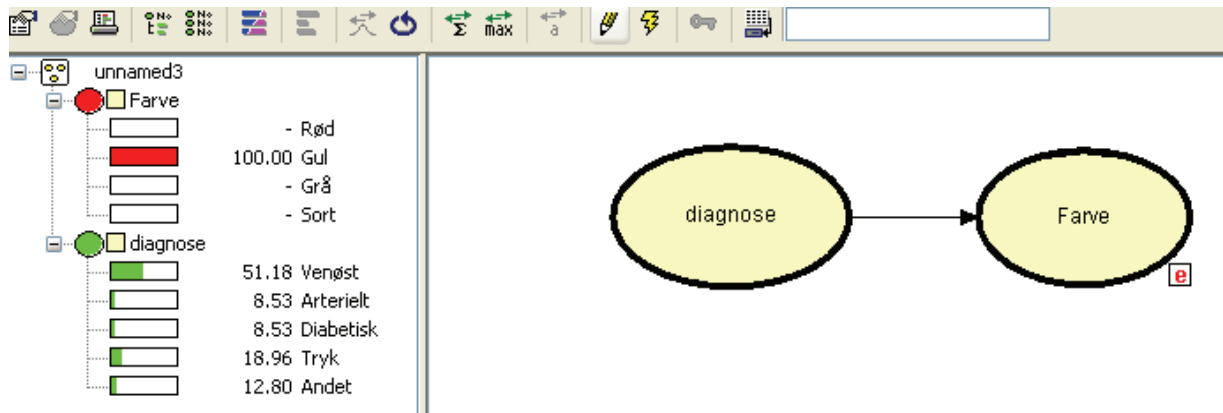 N≗
N≗
N≗
N≗
Σ
max
a
unnamed3
Farve
- Rød
100.00 Gul
- Grå
- Sort
diagnose
51.18 Venøst
8.53 Arterielt
8.53 Diabetisk
18.96 Tryk
12.80 Andet
diagnose
Farve
e